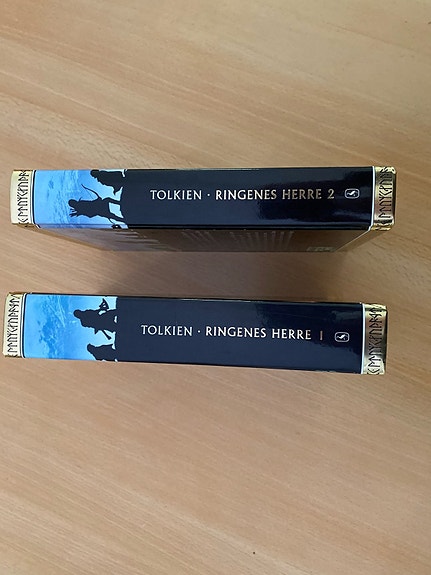 TOLKIEN · RINGENES HERRE 2
TOLKIEN · RINGENES HERRE 1